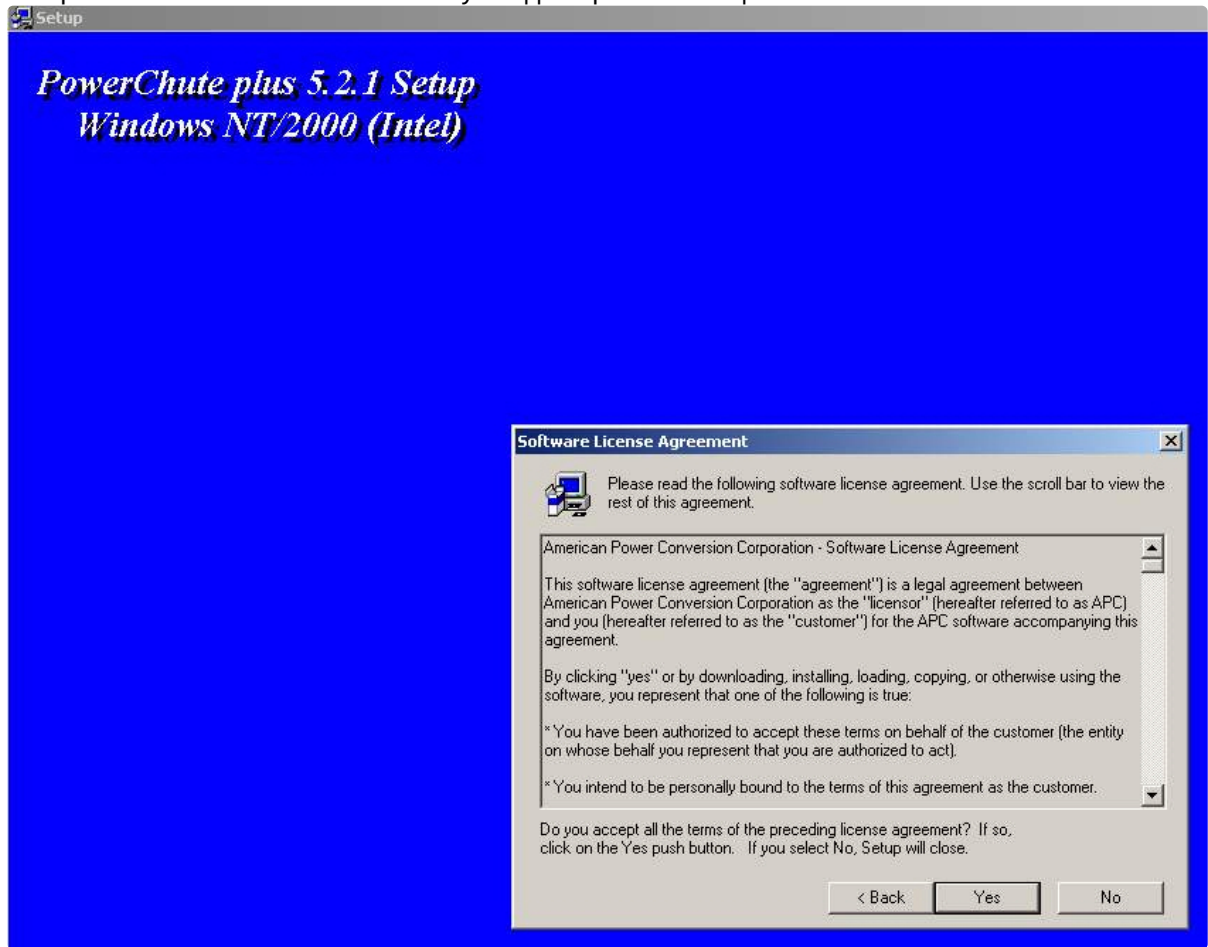 Setup
PowerChute plus 5.2.1 Setup
Windows NT/2000 (Intel)
Software License Agreement
Please read the following software license agreement. Use the scroll bar to view the
rest of this agreement.
American Power Conversion Corporation - Software License Agreement
This software license agreement (the "agreement") is a legal agreement between
American Power Conversion Corporation as the "licensor" (hereafter referred to as APC)
and you (hereafter referred to as the "customer") for the APC software accompanying this
agreement.
By clicking "yes" or by downloading, installing, loading, copying, or otherwise using the
software, you represent that one of the following is true:
* You have been authorized to accept these terms on behalf of the customer (the entity
on whose behalf you represent that you are authorized to act).
* You intend to be personally bound to the terms of this agreement as the customer.
Do you accept all the terms of the preceding license agreement? If so,
click on the Yes push button. If you select No, Setup will close.
< Back Yes No